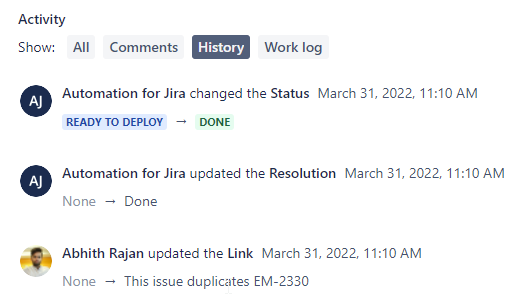 Activity
Show: All Comments History Work log
AJ Automation for Jira changed the Status March 31, 2022, 11:10 AM
READY TO DEPLOY → DONE
AJ Automation for Jira updated the Resolution March 31, 2022, 11:10 AM
None → Done
Abhith Rajan updated the Link March 31, 2022, 11:10 AM
None → This issue duplicates EM-2330